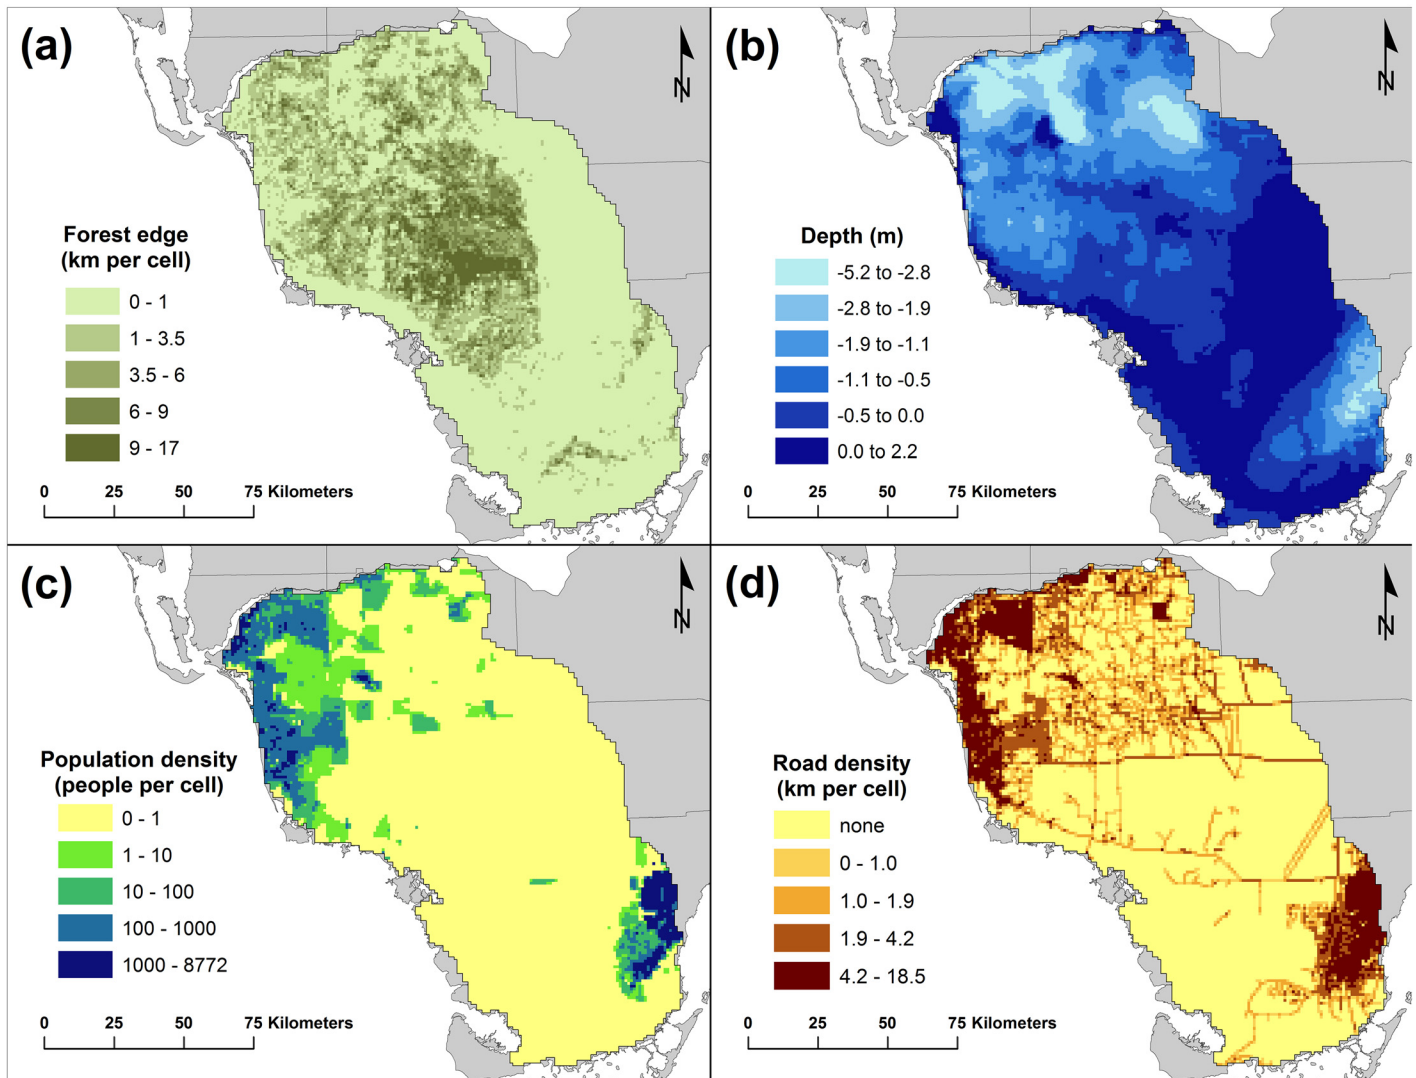 (a)
N
Forest edge
(km per cell)
0 - 1
1 - 3.5
3.5 - 6
6 - 9
9 - 17
0 25 50 75 Kilometers
(b)
N
Depth (m)
-5.2 to -2.8
-2.8 to -1.9
-1.9 to -1.1
-1.1 to -0.5
-0.5 to 0.0
0.0 to 2.2
0 25 50 75 Kilometers
(c)
N
Population density
(people per cell)
0 - 1
1 - 10
10 - 100
100 - 1000
1000 - 8772
0 25 50 75 Kilometers
(d)
N
Road density
(km per cell)
none
0 - 1.0
1.0 - 1.9
1.9 - 4.2
4.2 - 18.5
0 25 50 75 Kilometers